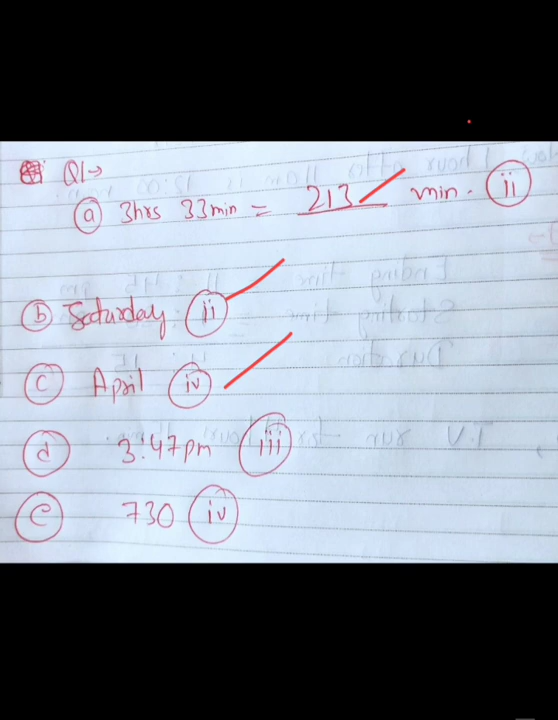 Q1→
(a) 3hrs 33min = 213 min. (ii)
(b) Saturday (ii)
(c) April (iv)
(d) 3:47pm (iii)
(e) 730 (iv)